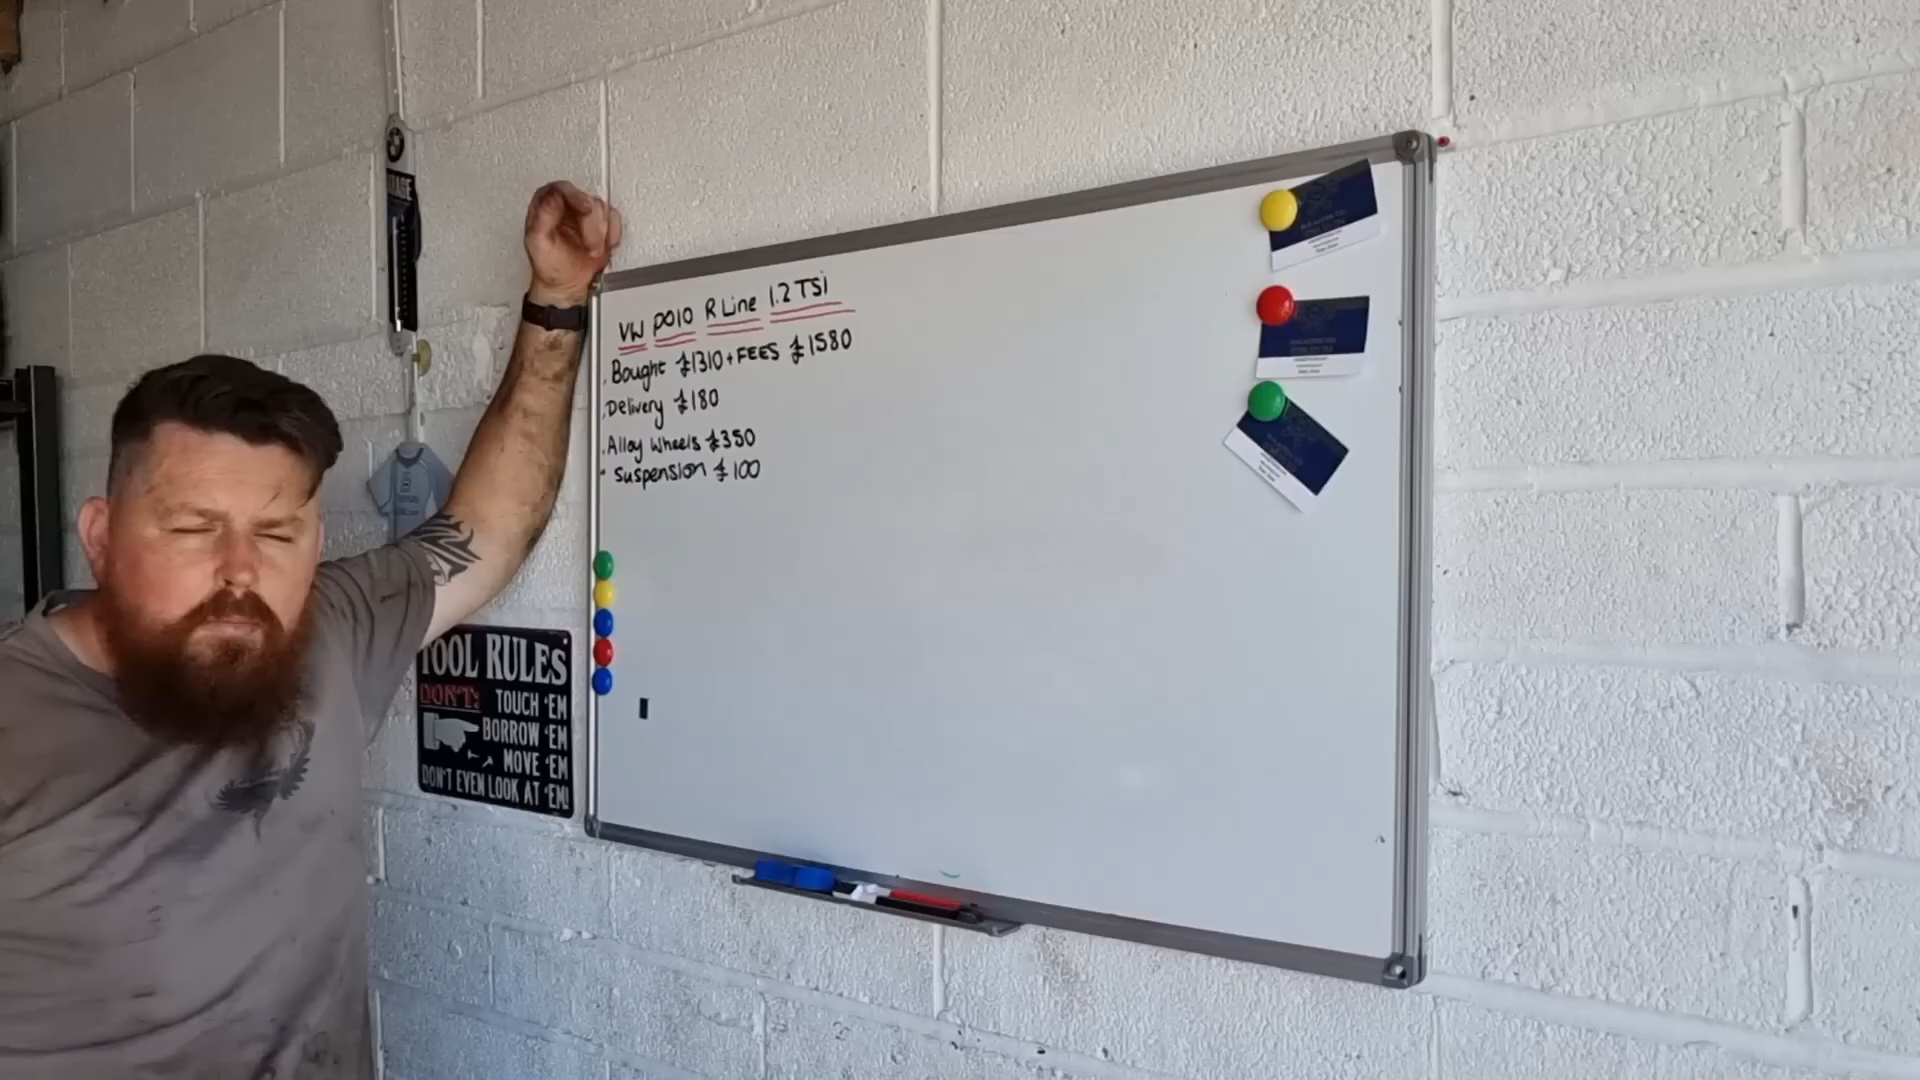 VW POlO R Line 1.2 TSi
. Bought £1310 + FEES £1580
. Delivery £180
. Alloy Wheels £350
· Suspension £100
TOOL RULES
DON'T: TOUCH 'EM
BORROW 'EM
MOVE 'EM
DON'T EVEN LOOK AT 'EM!